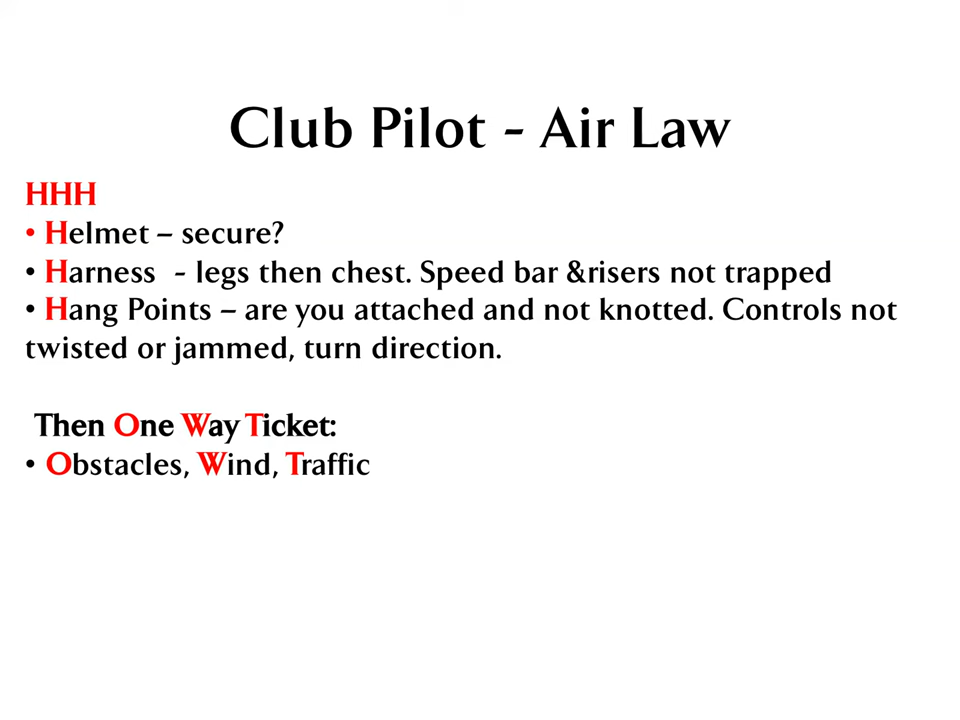 Club Pilot - Air Law
HHH
• Helmet – secure?
• Harness  - legs then chest. Speed bar &risers not trapped
• Hang Points – are you attached and not knotted. Controls not
twisted or jammed, turn direction.
Then One Way Ticket:
• Obstacles, Wind, Traffic